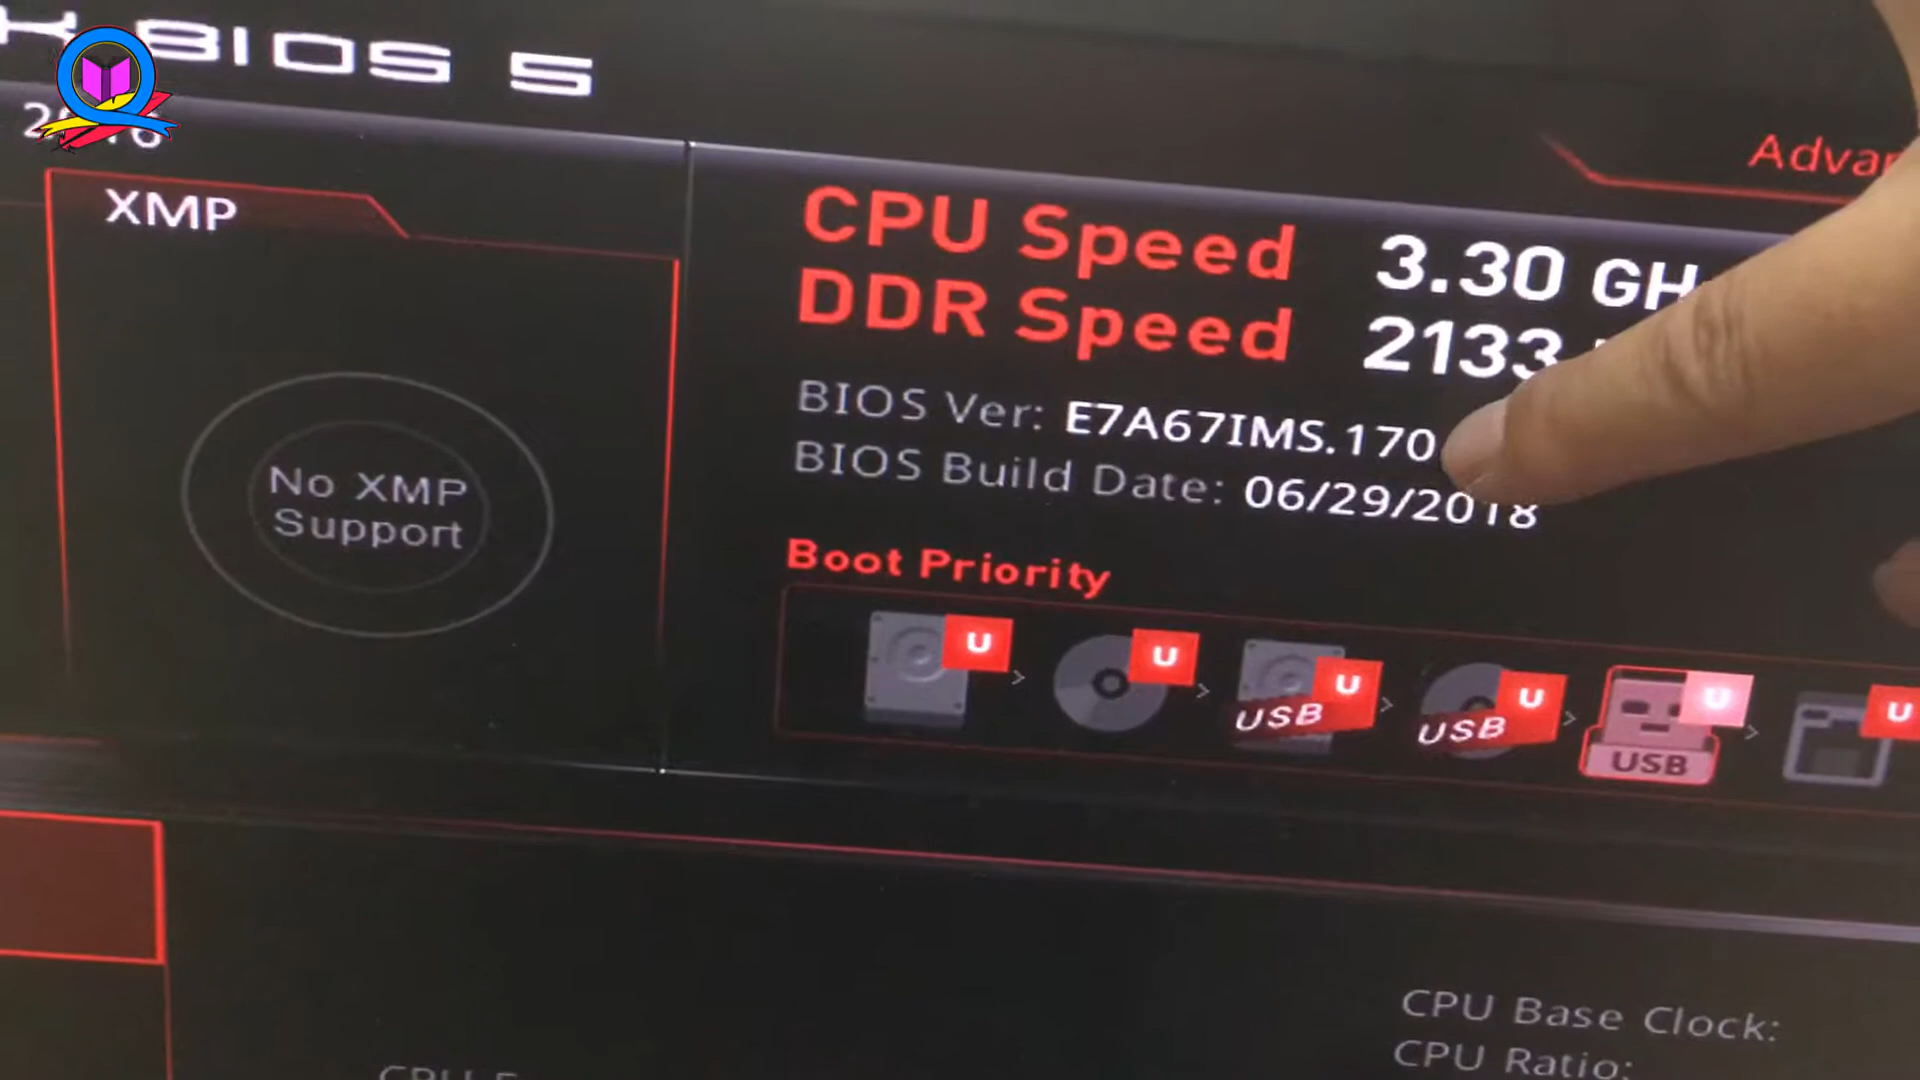 K BIOS 5
XMP
No XMP
Support
Advan
CPU Speed 3.30 GH
DDR Speed 2133
BIOS Ver: E7A67IMS.170
BIOS Build Date: 06/29/2018
Boot Priority
U
U
U
USB
U
USB
U
USB
U
CPU Base Clock:
CPU Ratio: